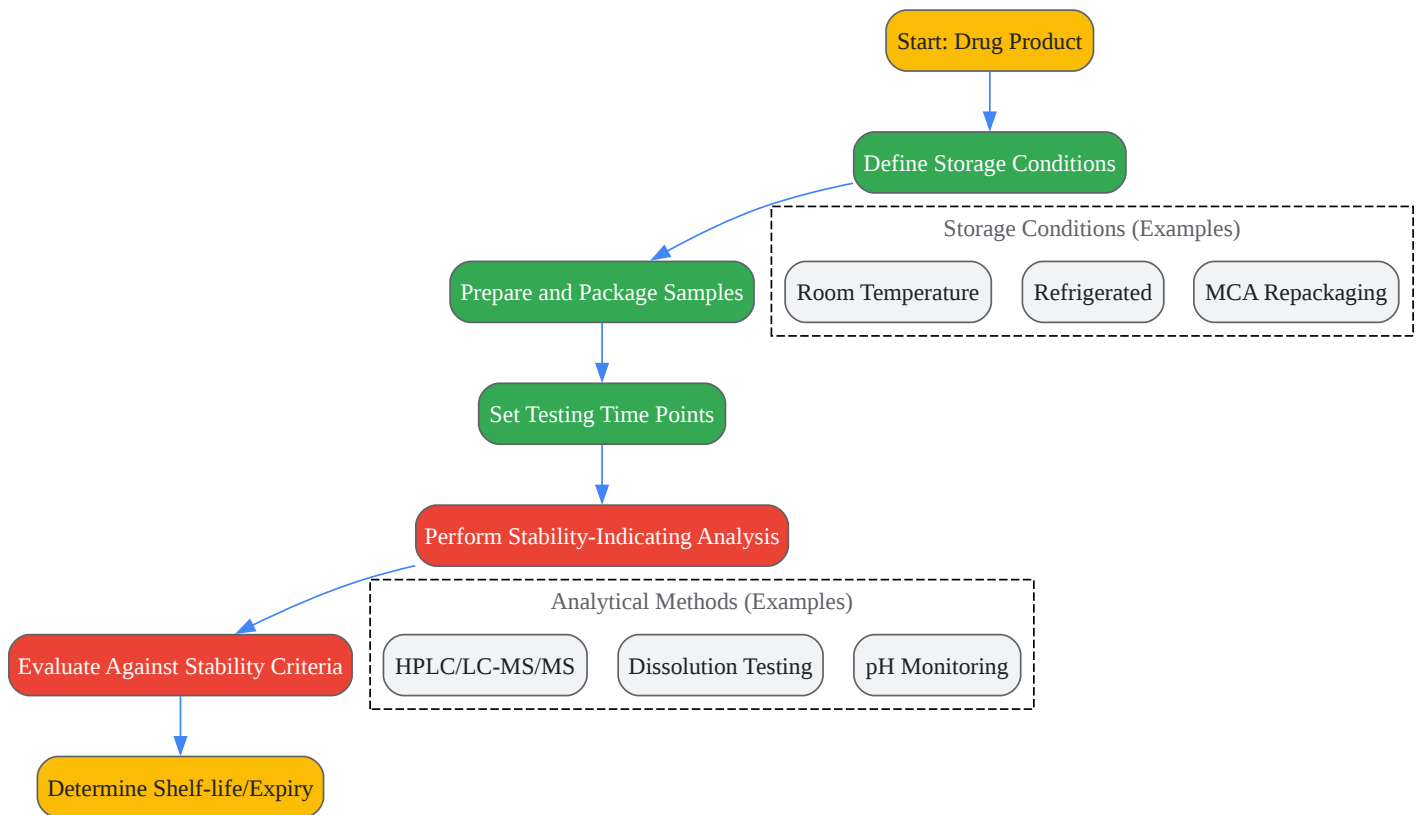 Start: Drug Product
Define Storage Conditions
Storage Conditions (Examples)
Prepare and Package Samples
Room Temperature
Refrigerated
MCA Repackaging
Set Testing Time Points
Perform Stability-Indicating Analysis
Analytical Methods (Examples)
Evaluate Against Stability Criteria
HPLC/LC-MS/MS
Dissolution Testing
pH Monitoring
Determine Shelf-life/Expiry